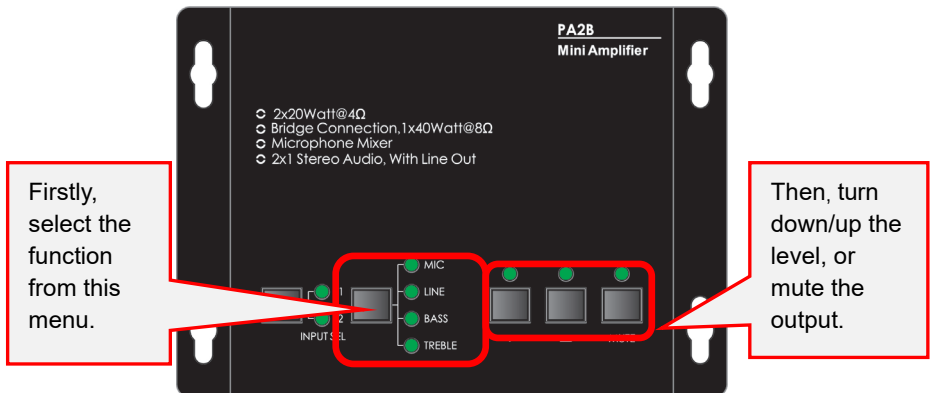 PA2B
Mini Amplifier
2x20Watt@4Ω
Bridge Connection,1x40Watt@8Ω
Microphone Mixer
2x1 Stereo Audio, With Line Out
Firstly,
select the
function
from this
menu.
Then, turn
down/up the
level, or
mute the
output.
MIC
1
LINE
2
BASS
INPUT SEL
TREBLE
MUTE